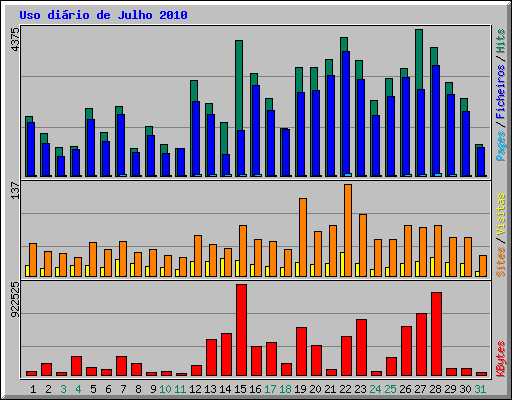 Uso diário de Julho 2010
4375
Pages / Ficheiros / Hits
137
Sites / Visitas
922525
KBytes
1 2 3 4 5 6 7 8 9 10 11 12 13 14 15 16 17 18 19 20 21 22 23 24 25 26 27 28 29 30 31